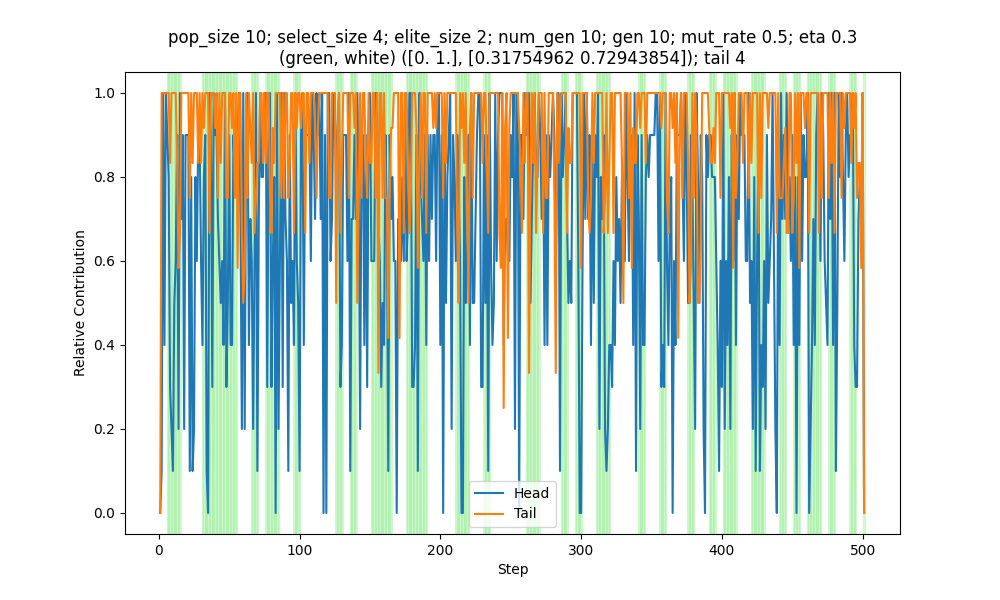 pop_size 10; select_size 4; elite_size 2; num_gen 10; gen 10; mut_rate 0.5; eta 0.3
(green, white) ([0. 1.], [0.31754962 0.72943854]); tail 4
Relative Contribution
1.0
0.8
0.6
0.4
0.2
0.0
Head
Tail
0
100
200
300
400
500
Step